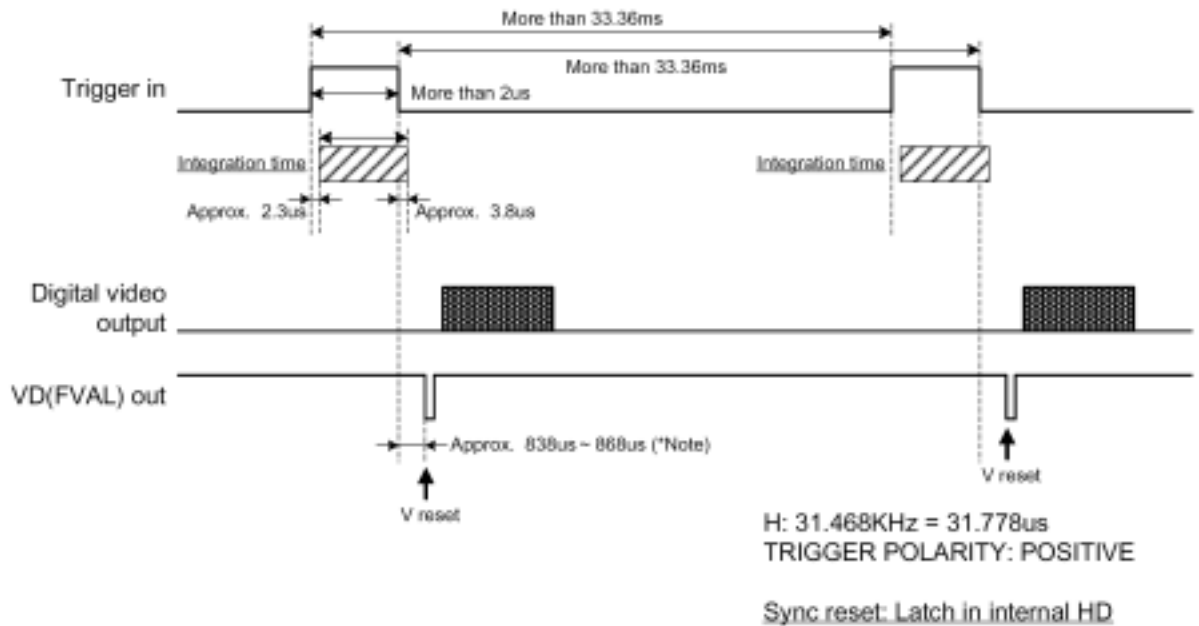 More than 33.36ms
More than 33.36ms
Trigger in
More than 2us
Integration time
Integration time
Approx. 2.3us
Approx. 3.8us
Digital video
output
VD(FVAL) out
Approx. 838us ~ 868us (*Note)
V reset
V reset
H: 31.468KHz = 31.778us
TRIGGER POLARITY: POSITIVE
Sync reset: Latch in internal HD